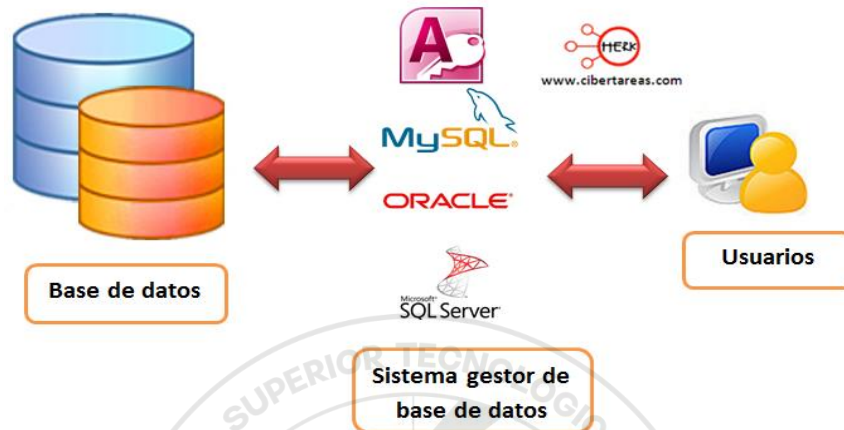 A
HERK
www.cibertareas.com
MySQL®
ORACLE®
Microsoft®
SQL Server®
Base de datos
Usuarios
SUPERIOR TECNOLÓGIC
Sistema gestor de
base de datos